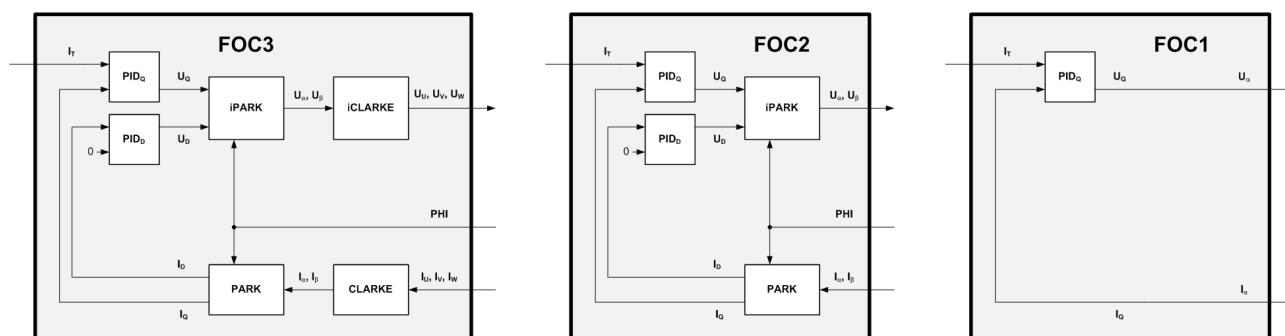 FOC3
I_T
PID_Q
U_Q
iPARK
U_α, U_β
iCLARKE
U_U, U_V, U_W
PID_D
0
U_D
PHI
I_D
PARK
I_α, I_β
CLARKE
I_U, I_V, I_W
I_Q
FOC2
I_T
PID_Q
U_Q
iPARK
U_α, U_β
PID_D
0
U_D
PHI
I_D
PARK
I_α, I_β
I_Q
FOC1
I_T
PID_Q
U_Q
U_α
I_α
I_Q